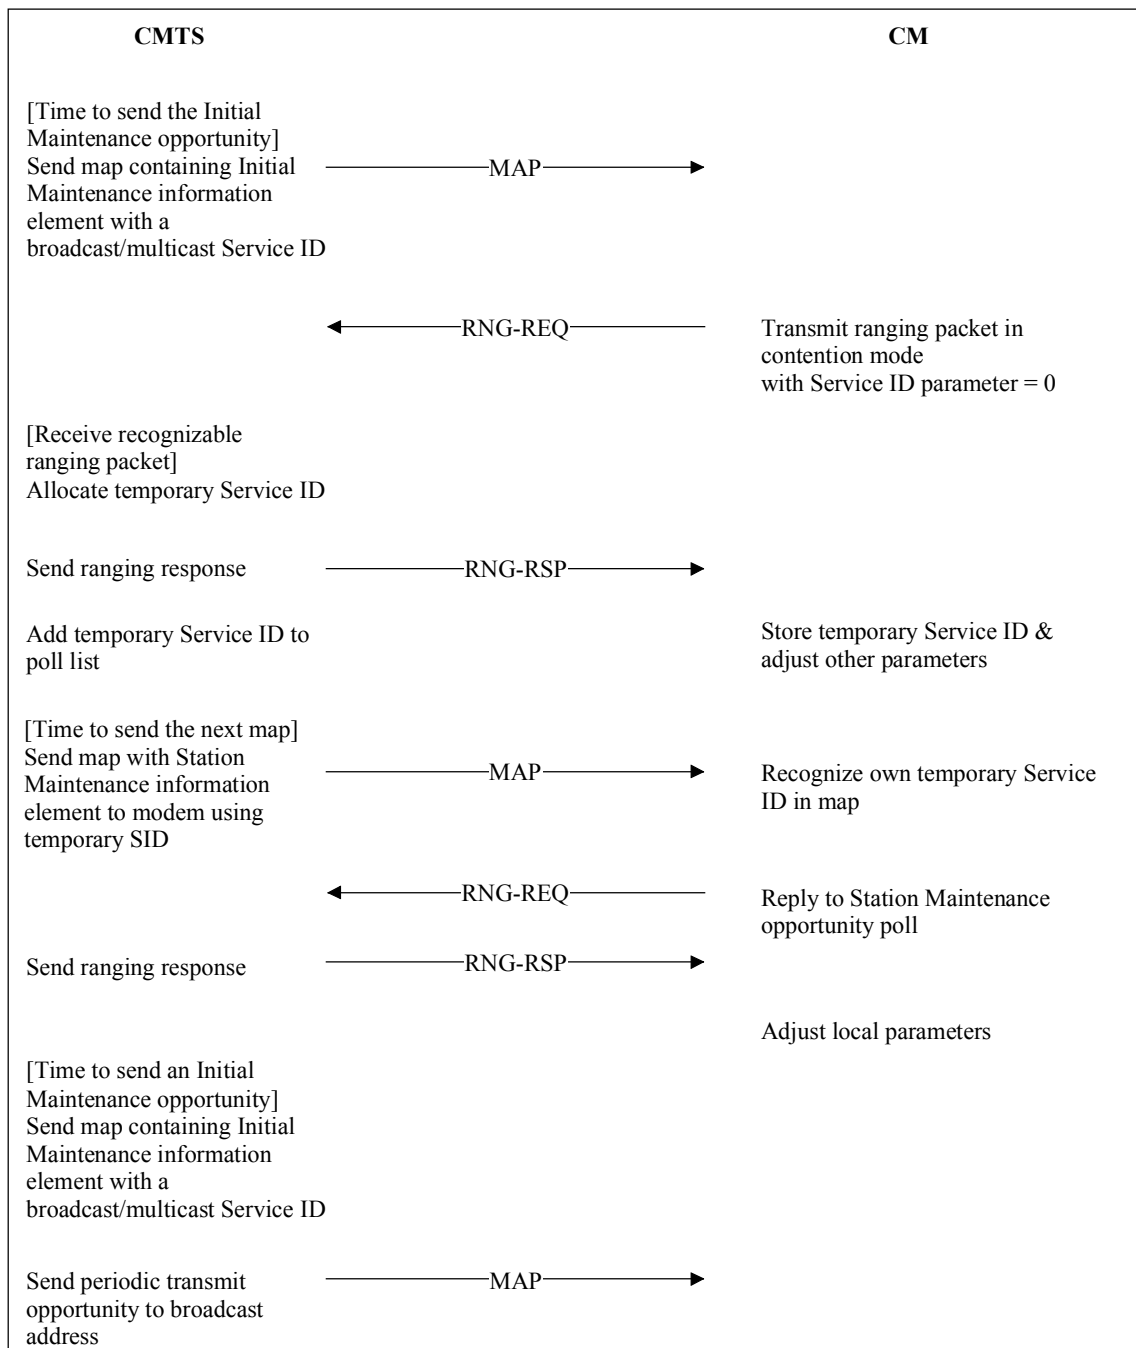 CMTS
CM
[Time to send the Initial
Maintenance opportunity]
Send map containing Initial
Maintenance information
element with a
broadcast/multicast Service ID
MAP
RNG-REQ
Transmit ranging packet in
contention mode
with Service ID parameter = 0
[Receive recognizable
ranging packet]
Allocate temporary Service ID
Send ranging response
RNG-RSP
Add temporary Service ID to
poll list
Store temporary Service ID &
adjust other parameters
[Time to send the next map]
Send map with Station
Maintenance information
element to modem using
temporary SID
MAP
Recognize own temporary Service
ID in map
RNG-REQ
Reply to Station Maintenance
opportunity poll
Send ranging response
RNG-RSP
Adjust local parameters
[Time to send an Initial
Maintenance opportunity]
Send map containing Initial
Maintenance information
element with a
broadcast/multicast Service ID
Send periodic transmit
opportunity to broadcast
address
MAP